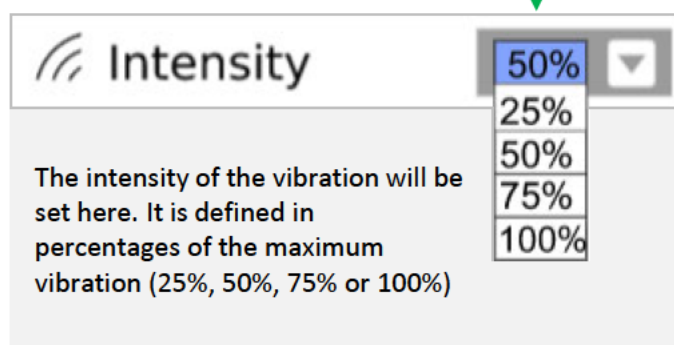 Intensity
50%
25%
50%
75%
100%
The intensity of the vibration will be
set here. It is defined in
percentages of the maximum
vibration (25%, 50%, 75% or 100%)